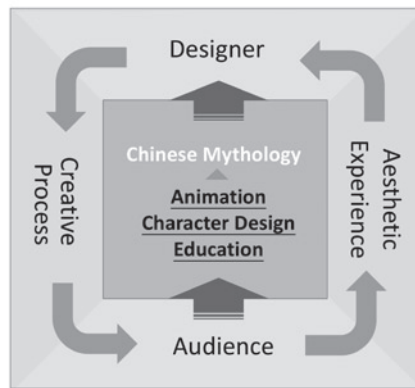 Designer
Creative
Process
Chinese Mythology
Animation
Character Design
Education
Aesthetic
Experience
Audience